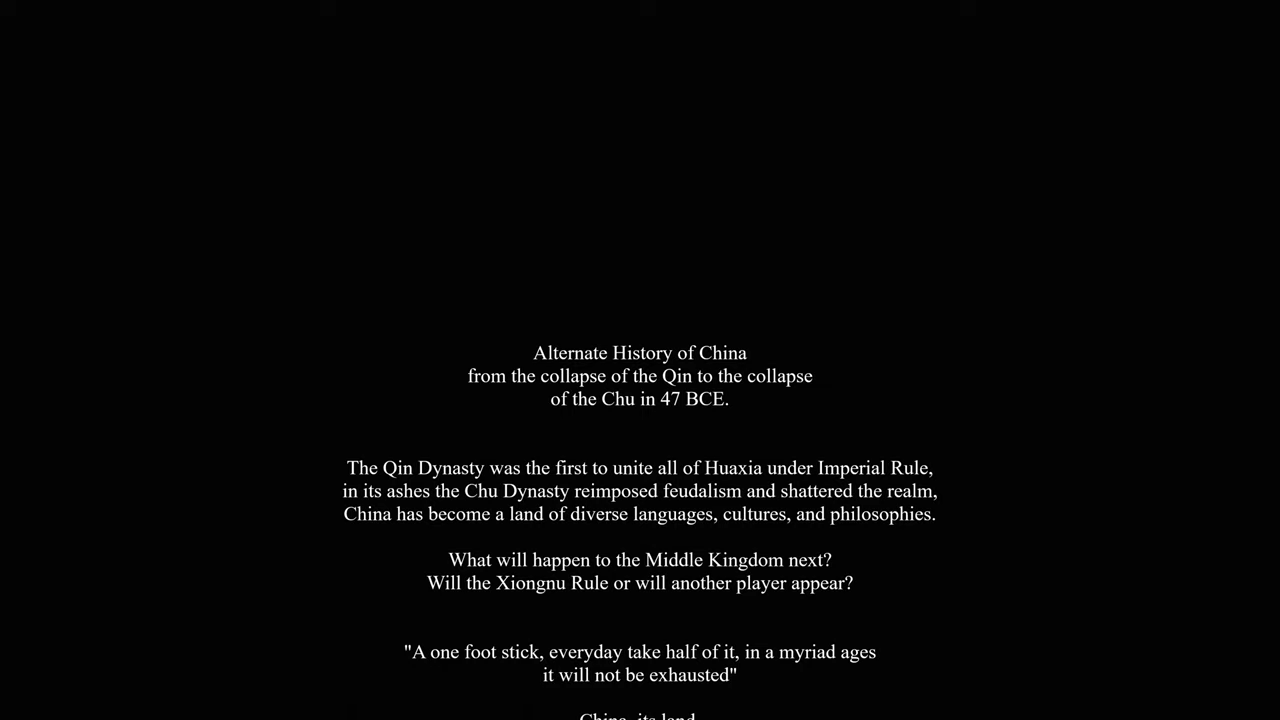 Alternate History of China
from the collapse of the Qin to the collapse
of the Chu in 47 BCE.
The Qin Dynasty was the first to unite all of Huaxia under Imperial Rule,
in its ashes the Chu Dynasty reimposed feudalism and shattered the realm,
China has become a land of diverse languages, cultures, and philosophies.
What will happen to the Middle Kingdom next?
Will the Xiongnu Rule or will another player appear?
"A one foot stick, everyday take half of it, in a myriad ages
it will not be exhausted"
China, its land